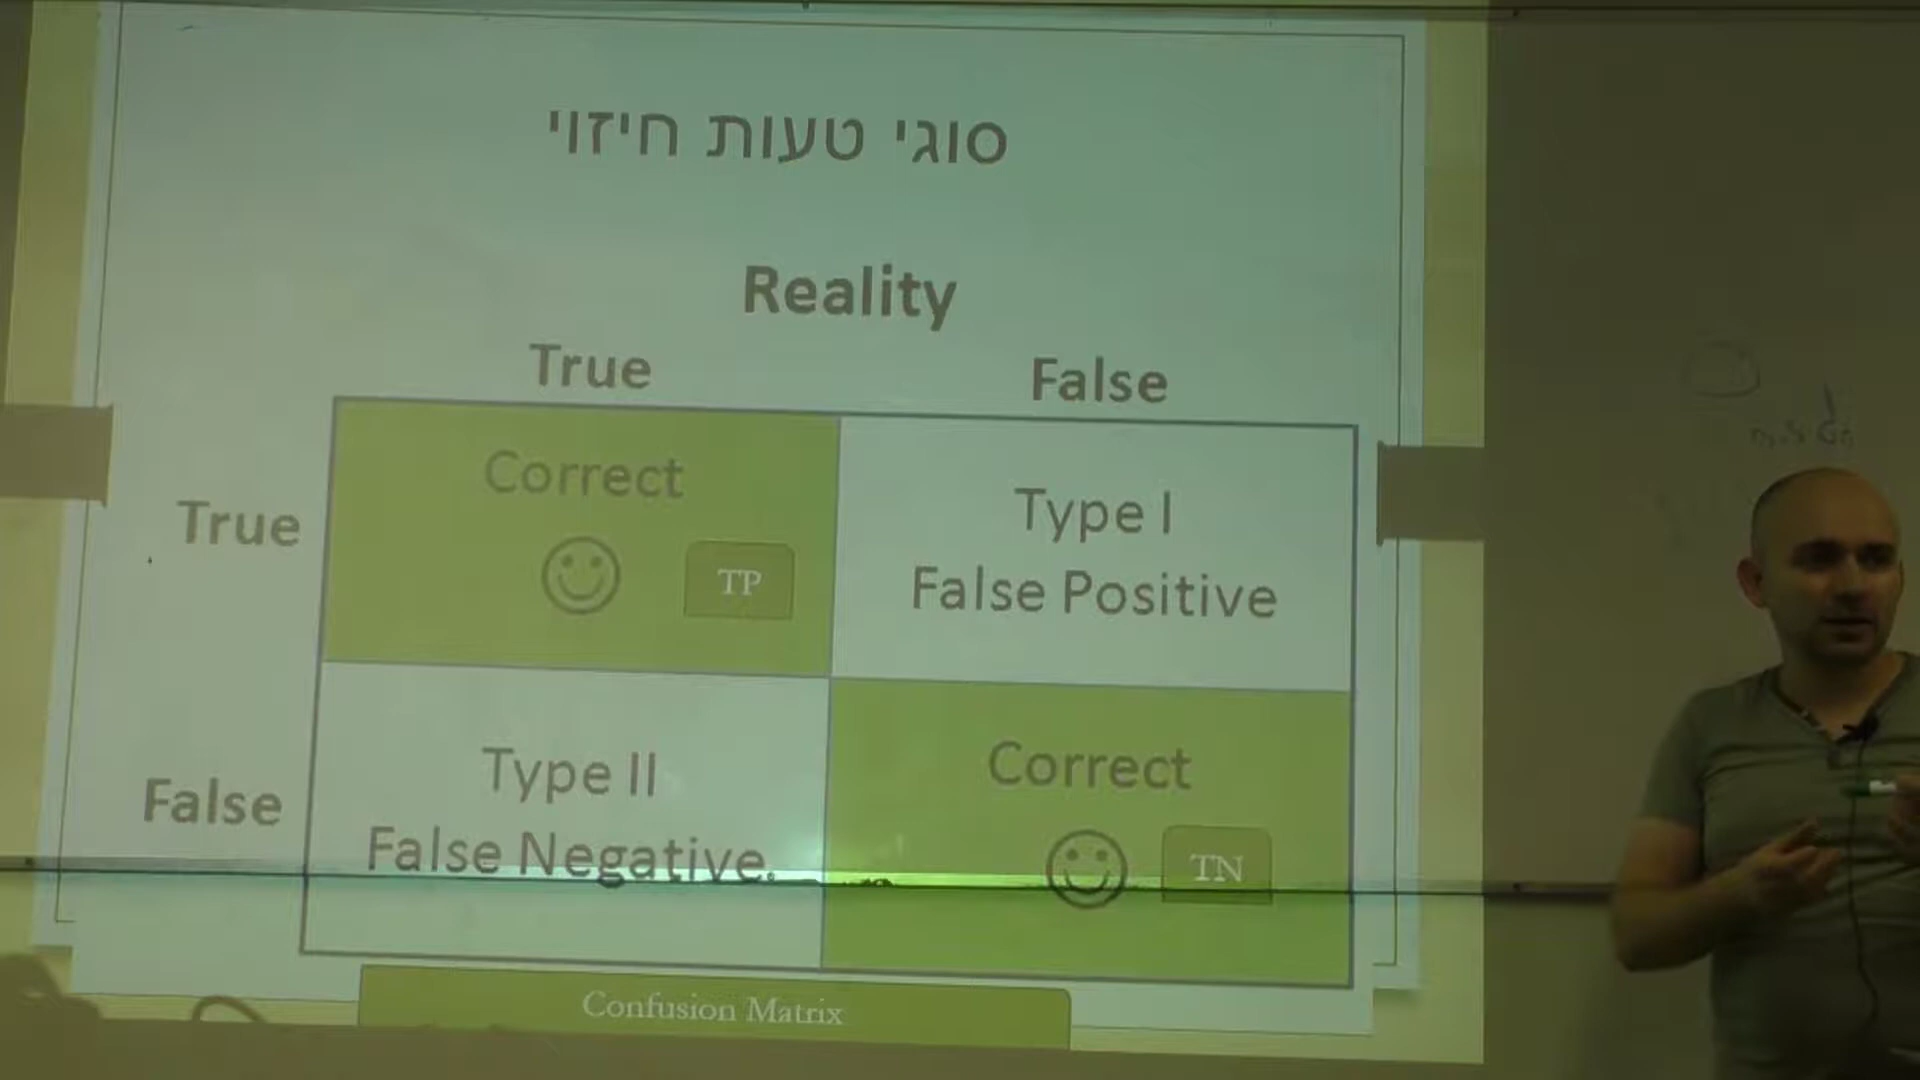 סוגי טעות חיזוי
Reality
True False
True
Correct
TP
Type I
False Positive
False
Type II
False Negative.
Correct
TN
Confusion Matrix